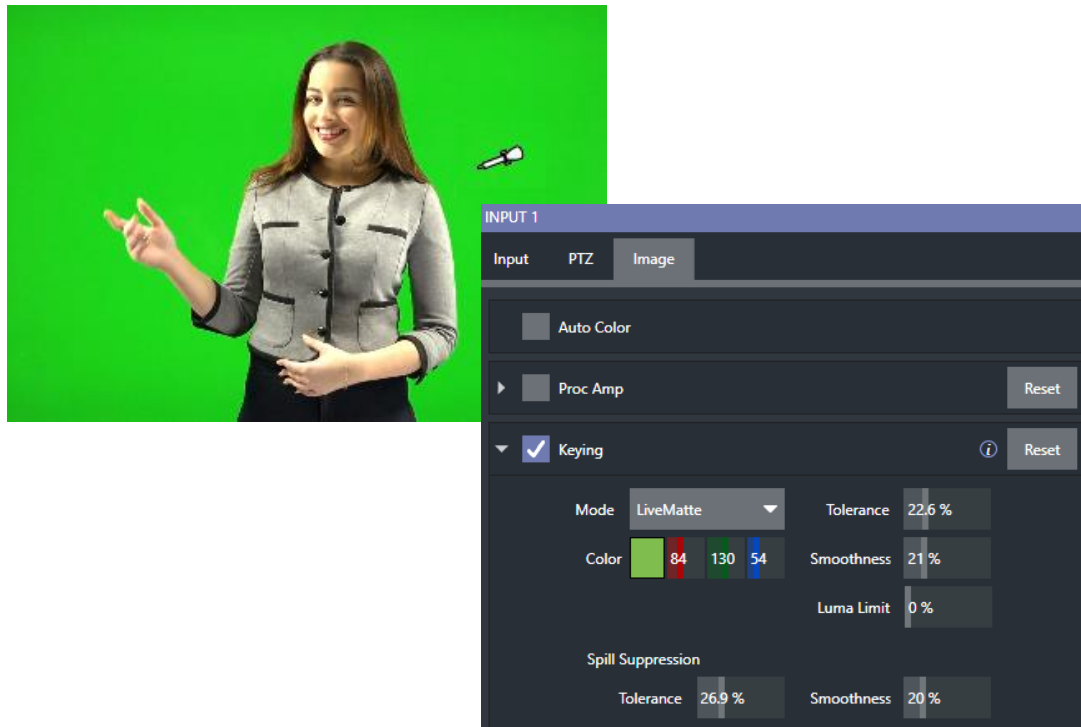 INPUT 1
Input PTZ Image
Auto Color
Proc Amp Reset
Keying i Reset
Mode LiveMatte Tolerance 22.6 %
Color 84 130 54 Smoothness 21 %
Luma Limit 0 %
Spill Suppression
Tolerance 26.9 % Smoothness 20 %